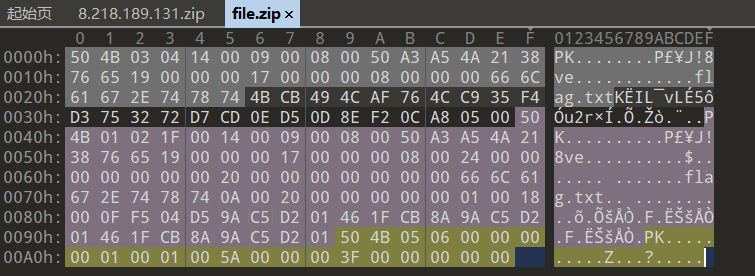 起始页 8.218.189.131.zip file.zip ×
0 1 2 3 4 5 6 7 8 9 A B C D E F 0123456789ABCDEF
0000h: 50 4B 03 04 14 00 09 00 08 00 50 A3 A5 4A 21 38 PK........P£¥J!8
0010h: 76 65 19 00 00 00 17 00 00 00 08 00 00 00 66 6C ve............fl
0020h: 61 67 2E 74 78 74 4B CB 49 4C AF 76 4C C9 35 F4 ag.txtKËIL¯vLÉ5ô
0030h: D3 75 32 72 D7 CD 0E D5 0D 8E F2 0C A8 05 00 50 Óu2r×Í.Õ.Žò.¨..P
0040h: 4B 01 02 1F 00 14 00 09 00 08 00 50 A3 A5 4A 21 K..........P£¥J!
0050h: 38 76 65 19 00 00 00 17 00 00 00 08 00 24 00 00 8ve..........$..
0060h: 00 00 00 00 00 20 00 00 00 00 00 00 00 66 6C 61 ..... .......fla
0070h: 67 2E 74 78 74 0A 00 20 00 00 00 00 00 01 00 18 g.txt.. ........
0080h: 00 0F F5 04 D5 9A C5 D2 01 46 1F CB 8A 9A C5 D2 ..õ.ÕšÅÒ.F.ËŠšÅÒ
0090h: 01 46 1F CB 8A 9A C5 D2 01 50 4B 05 06 00 00 00 .F.ËŠšÅÒ.PK.....
00A0h: 00 01 00 01 00 5A 00 00 00 3F 00 00 00 00 00 .....Z...?.....